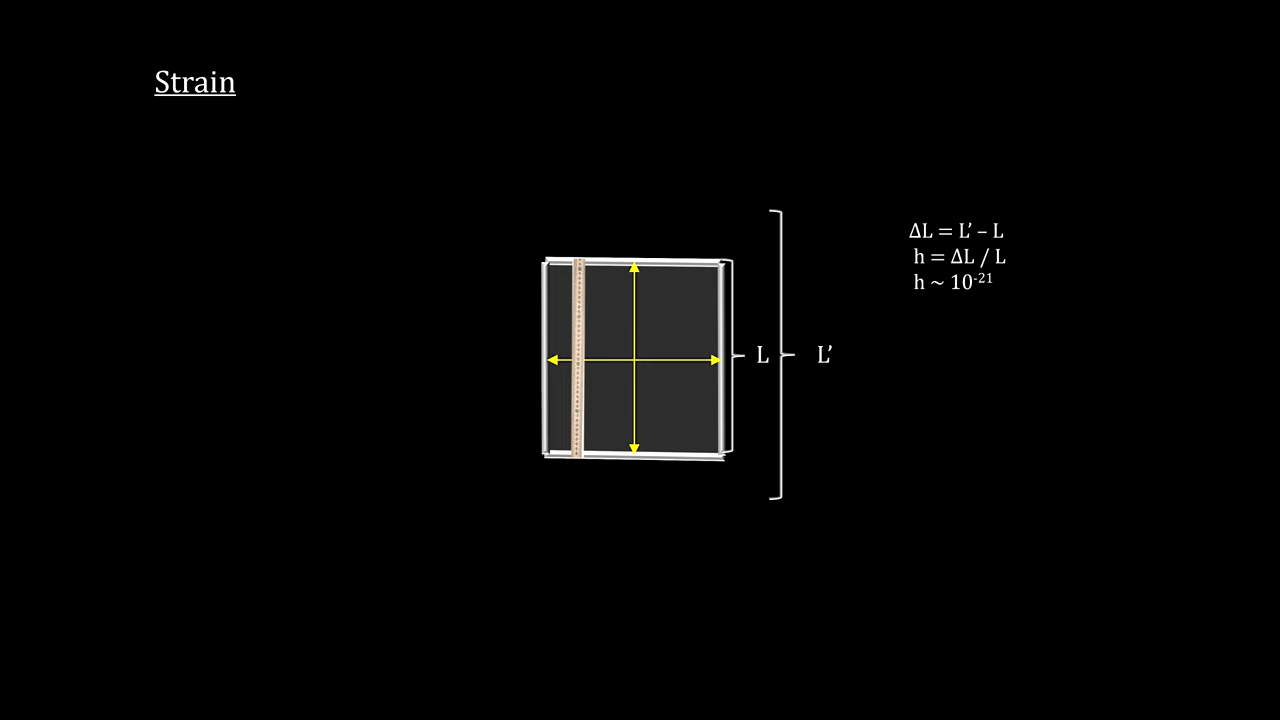 Strain
ΔL = L’ – L
h = ΔL / L
h ~ 10⁻²¹
L
L’